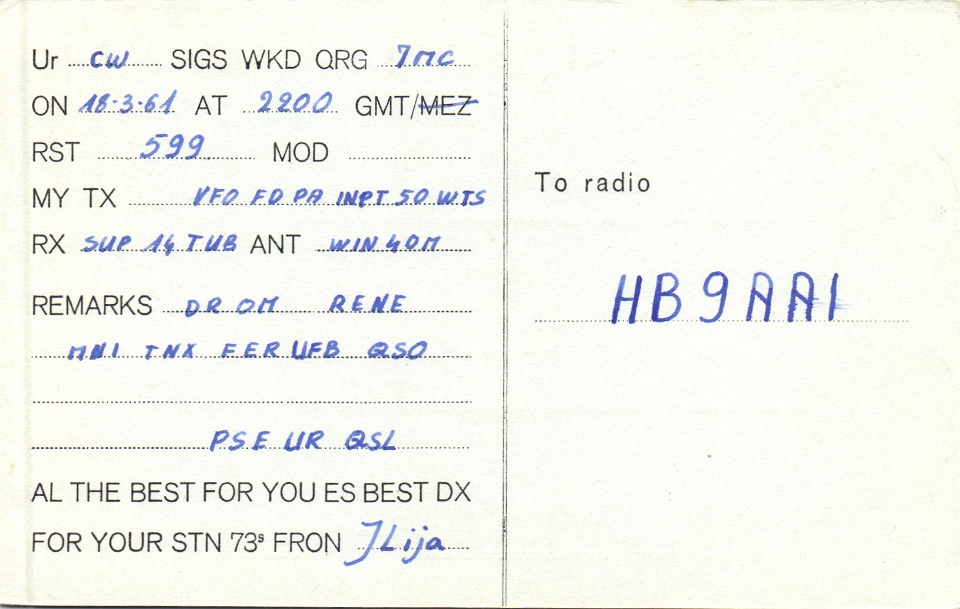 Ur CW SIGS WKD QRG 7MC
ON 18-3-61 AT 2200 GMT/MEZ
RST 599 MOD
MY TX VFO FD PA INPT 50 WTS
RX SUP 14 TUB ANT WIN 40M
REMARKS DR OM RENE
MNI TNX FER UFB QSO
PSE UR QSL
AL THE BEST FOR YOU ES BEST DX
FOR YOUR STN 73s FRON JLija
To radio
HB9AAI